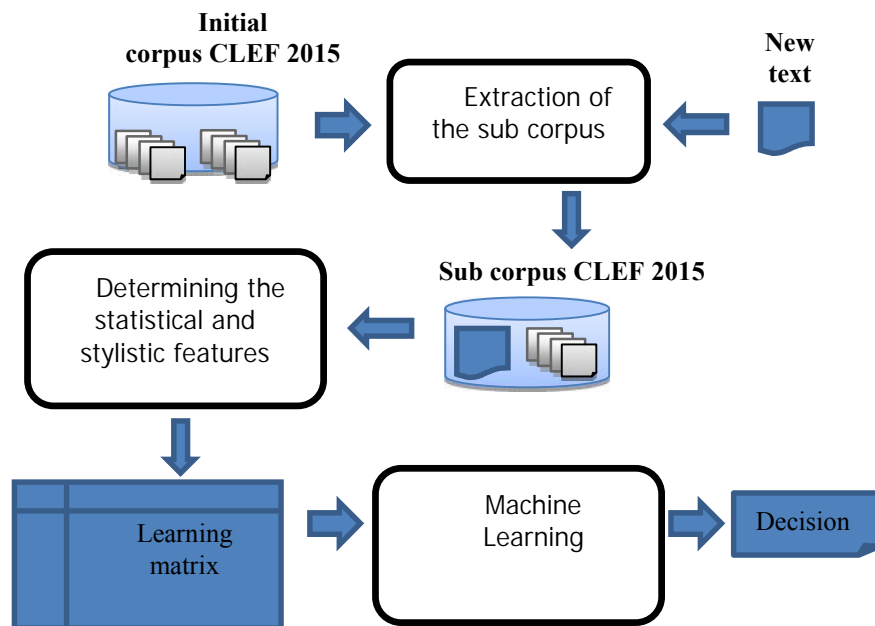 Initial
corpus CLEF 2015
New
text
Extraction of
the sub corpus
Sub corpus CLEF 2015
Determining the
statistical and
stylistic features
Learning
matrix
Machine
Learning
Decision